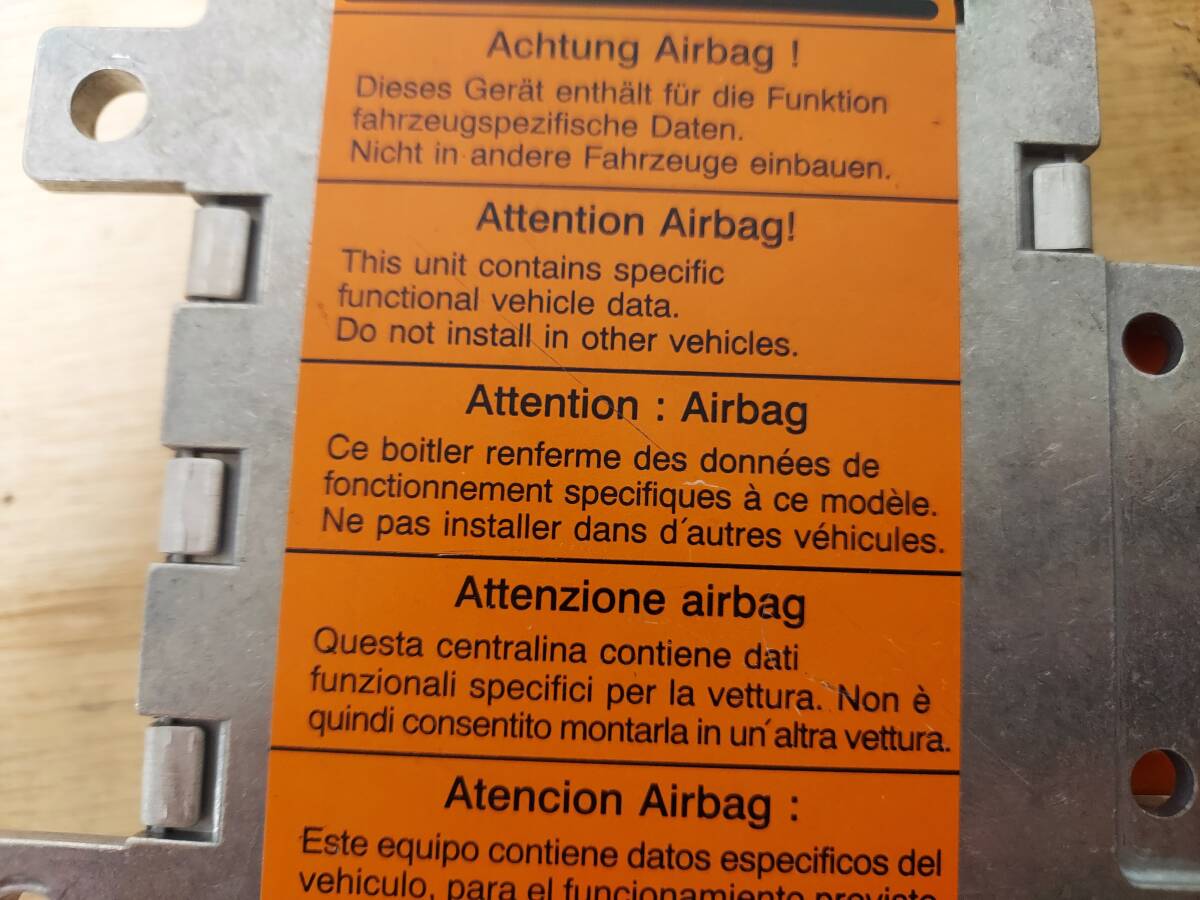 Achtung Airbag !
Dieses Gerät enthält für die Funktion
fahrzeugspezifische Daten.
Nicht in andere Fahrzeuge einbauen.
Attention Airbag!
This unit contains specific
functional vehicle data.
Do not install in other vehicles.
Attention : Airbag
Ce boitler renferme des données de
fonctionnement specifiques à ce modèle.
Ne pas installer dans d´autres véhicules.
Attenzione airbag
Questa centralina contiene dati
funzionali specifici per la vettura. Non è
quindi consentito montarla in un´altra vettura.
Atencion Airbag :
Este equipo contiene datos especificos del
vehiculo, para el funcionamiento previsto